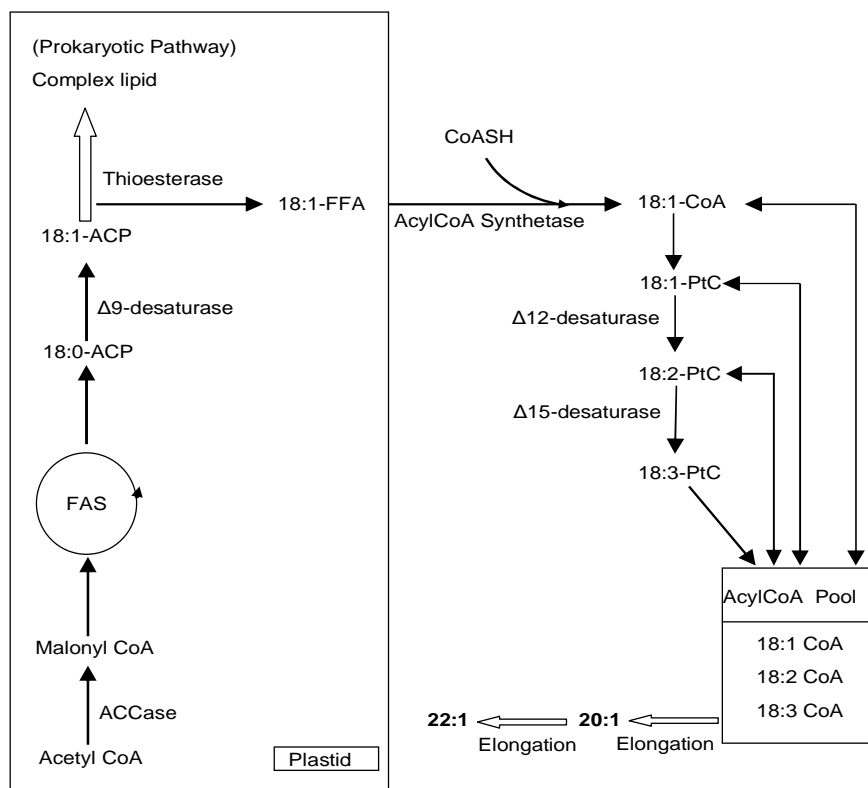 (Prokaryotic Pathway)
Complex lipid
Thioesterase
18:1-ACP
18:1-FFA
Δ9-desaturase
18:0-ACP
FAS
Malonyl CoA
ACCase
Acetyl CoA
Plastid
CoASH
AcylCoA Synthetase
18:1-CoA
18:1-PtC
Δ12-desaturase
18:2-PtC
Δ15-desaturase
18:3-PtC
AcylCoA Pool
18:1 CoA
18:2 CoA
18:3 CoA
22:1
20:1
Elongation
Elongation